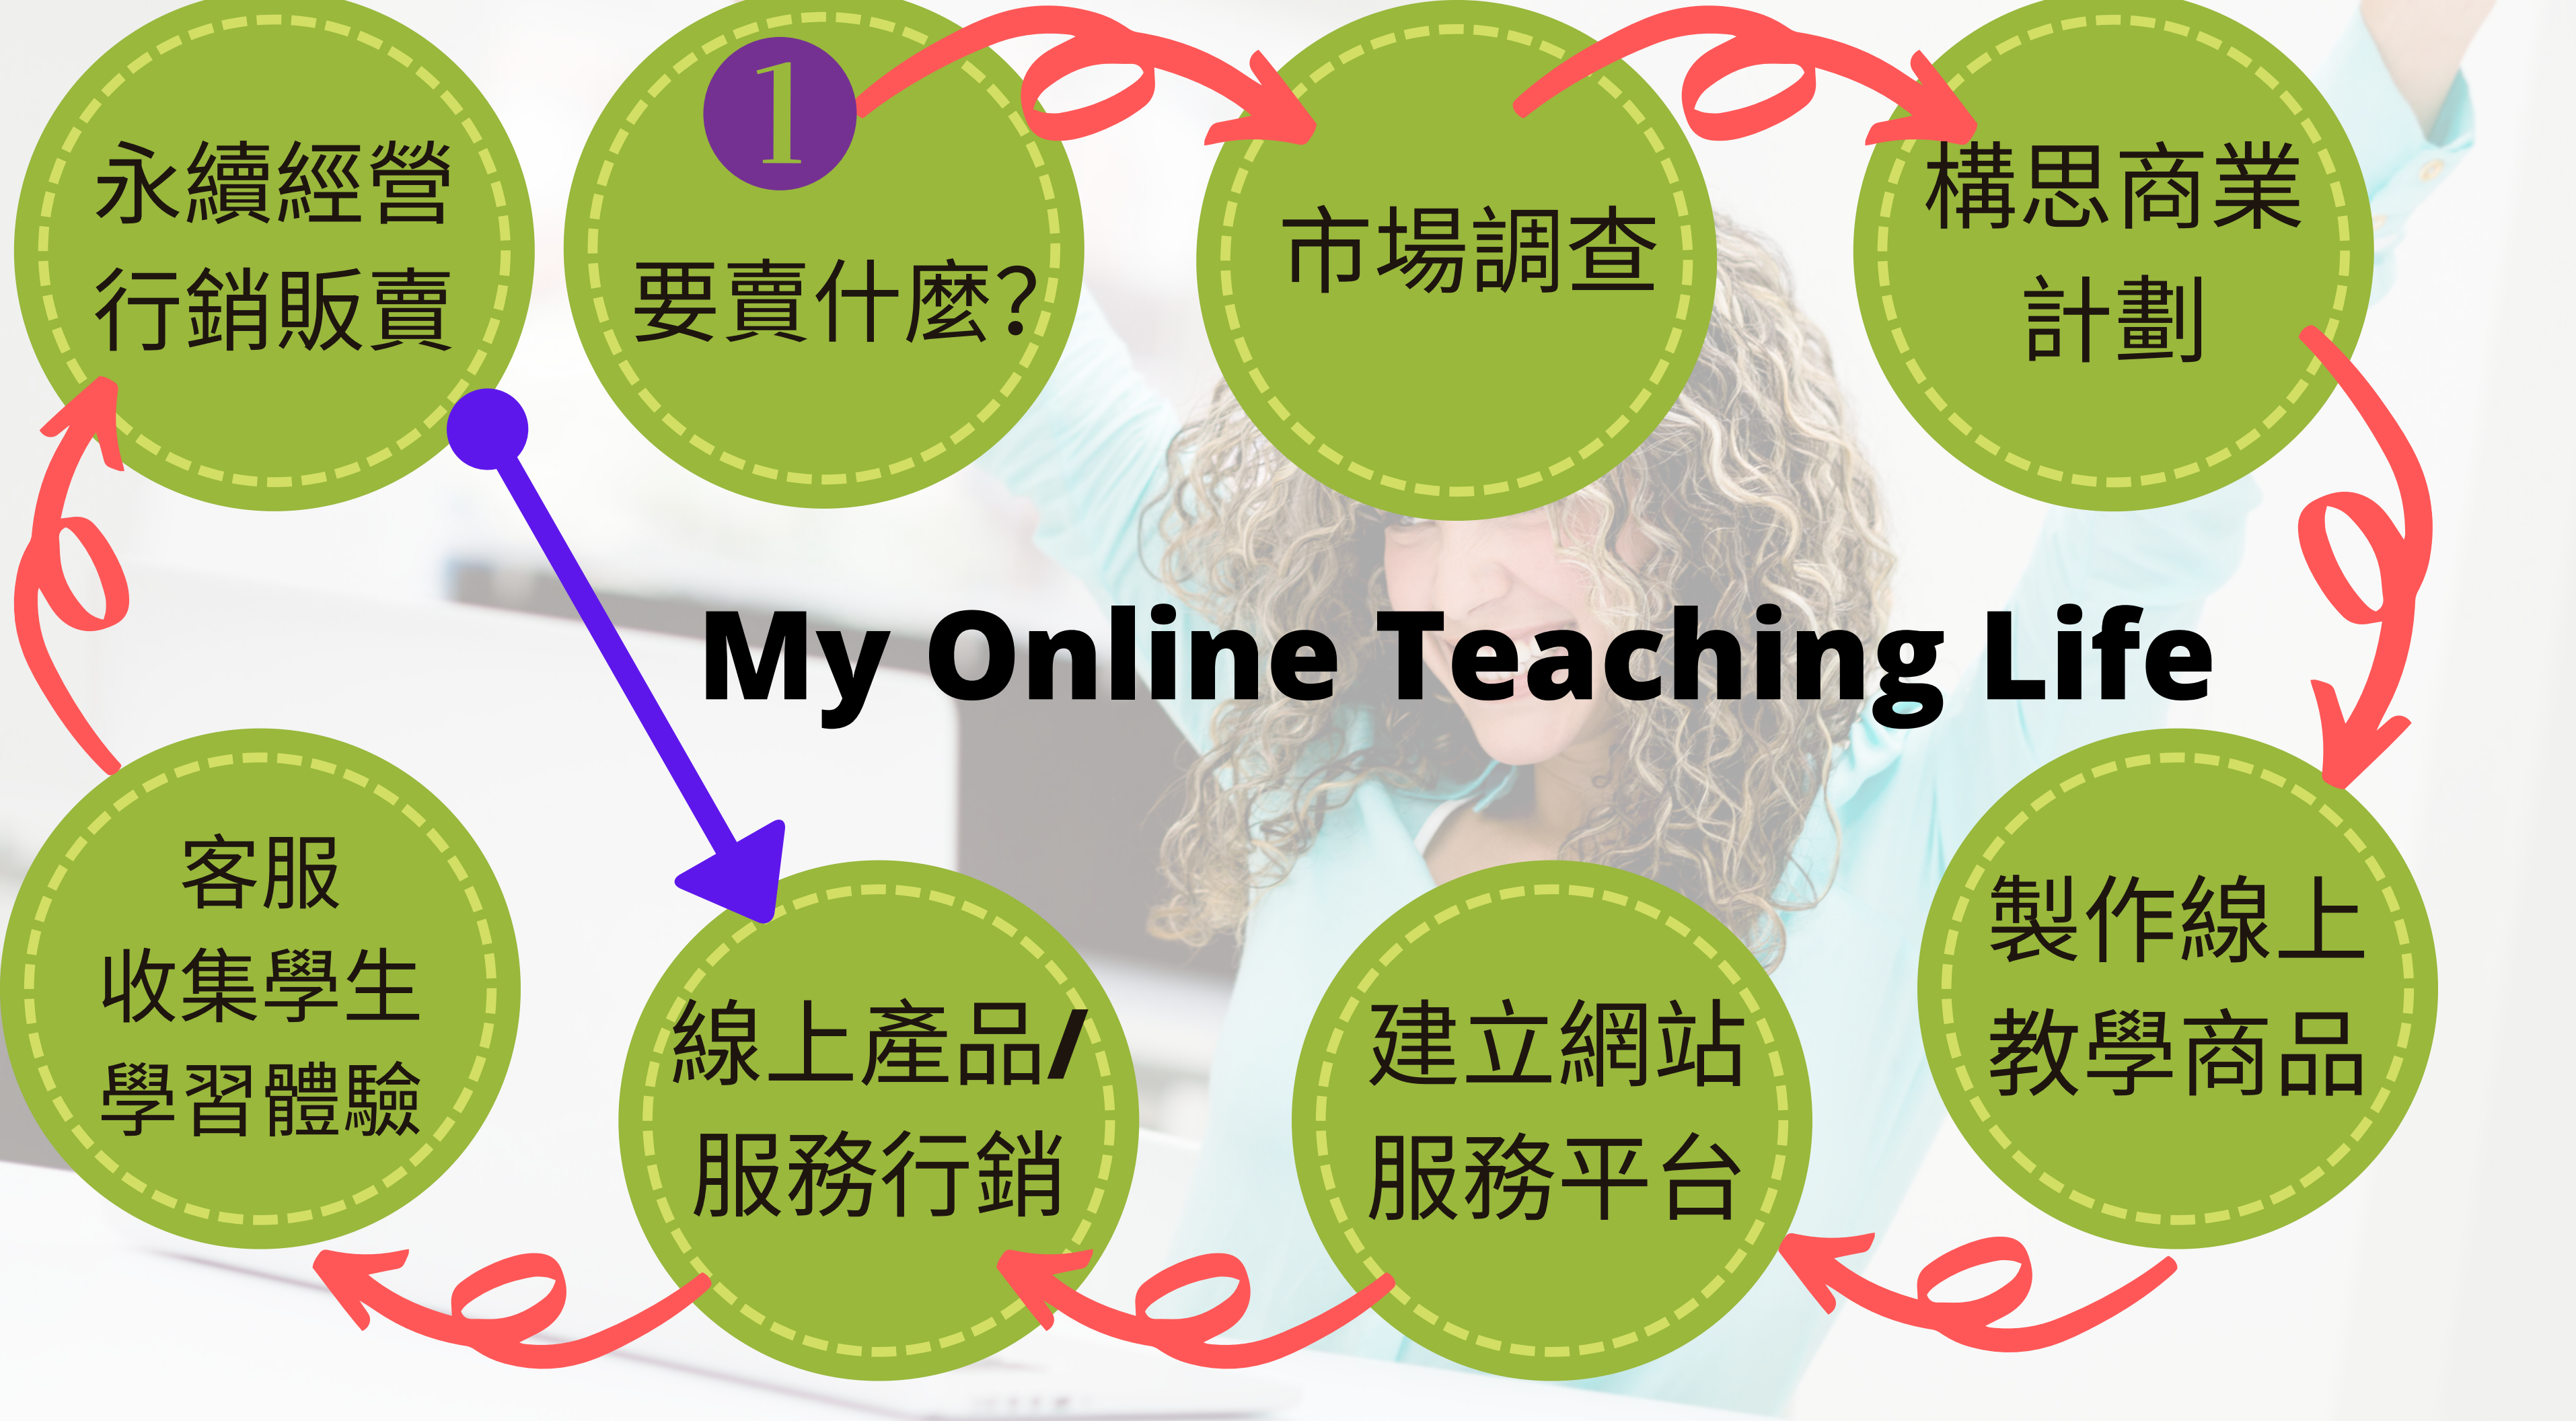 永續經營
行銷販賣
1
要賣什麼？
市場調查
構思商業
計劃
My Online Teaching Life
製作線上
教學商品
建立網站
服務平台
線上產品/
服務行銷
客服
收集學生
學習體驗